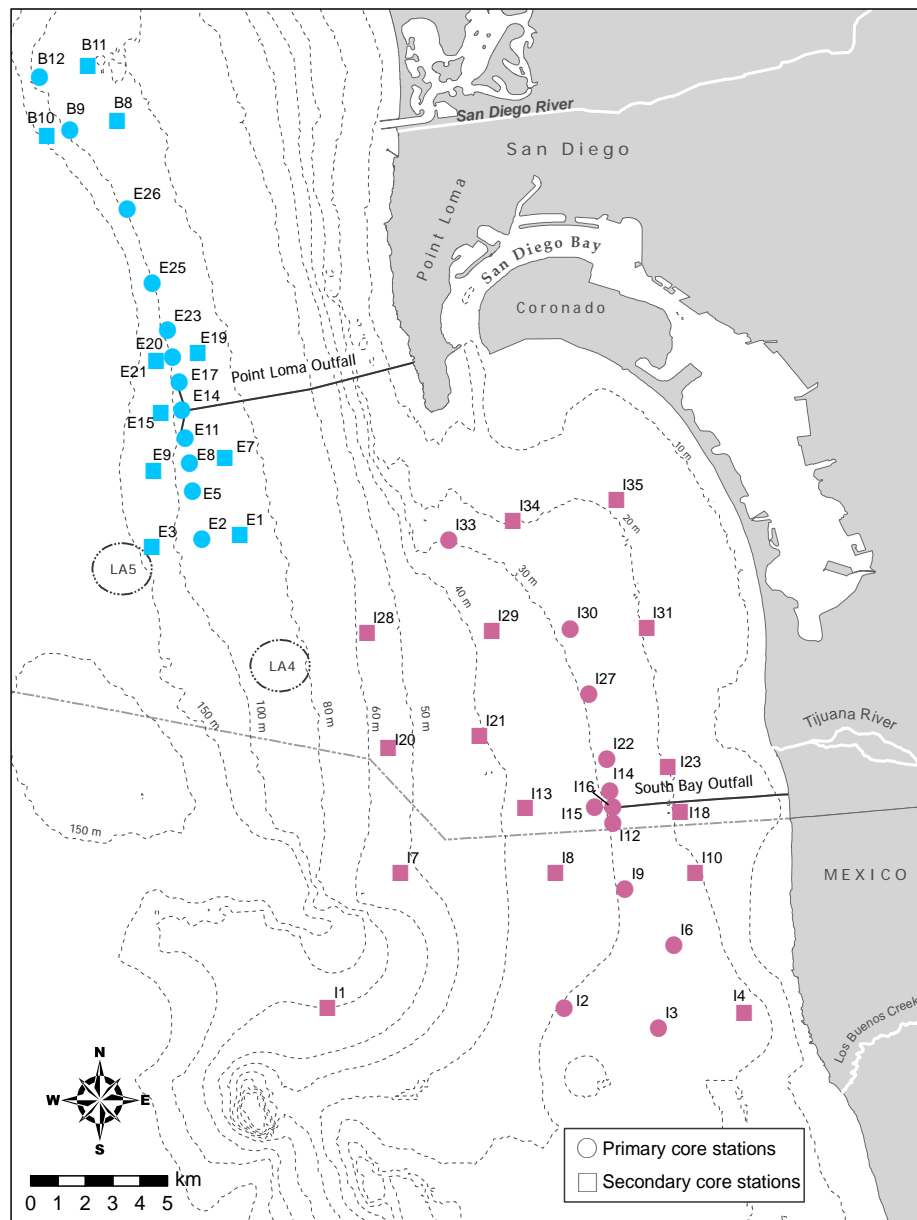 B11
B12
B9
B8
B10
San Diego River
San Diego
E26
Point Loma
San Diego Bay
E25
Coronado
E23
E20
E19
E21
Point Loma Outfall
E17
E14
E15
E11
E7
E9
E8
E5
10 m
I35
I34
20 m
E2
E1
E3
I33
LA5
30 m
40 m
I28
I29
I30
I31
LA4
I27
150 m
100 m
80 m
60 m
50 m
I21
Tijuana River
I20
I22
I23
I14
I16
South Bay Outfall
I13
I15
I18
150 m
I12
I7
I8
I10
MEXICO
I9
I6
I1
I2
I4
I3
Los Buenos Creek
N
W
E
S
Primary core stations
km
Secondary core stations
0 1 2 3 4 5